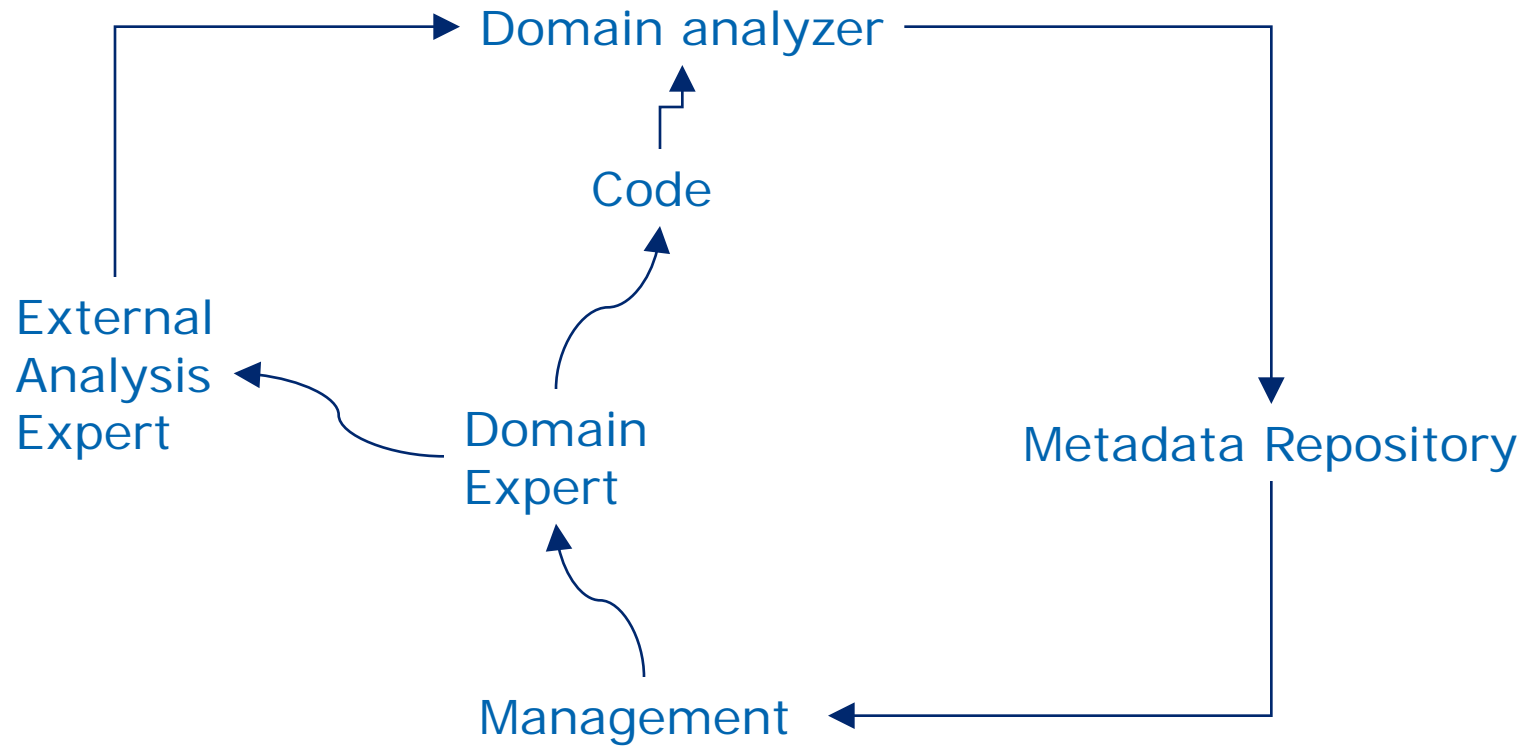 Domain analyzer
Code
External
Analysis
Expert
Domain
Expert
Metadata Repository
Management